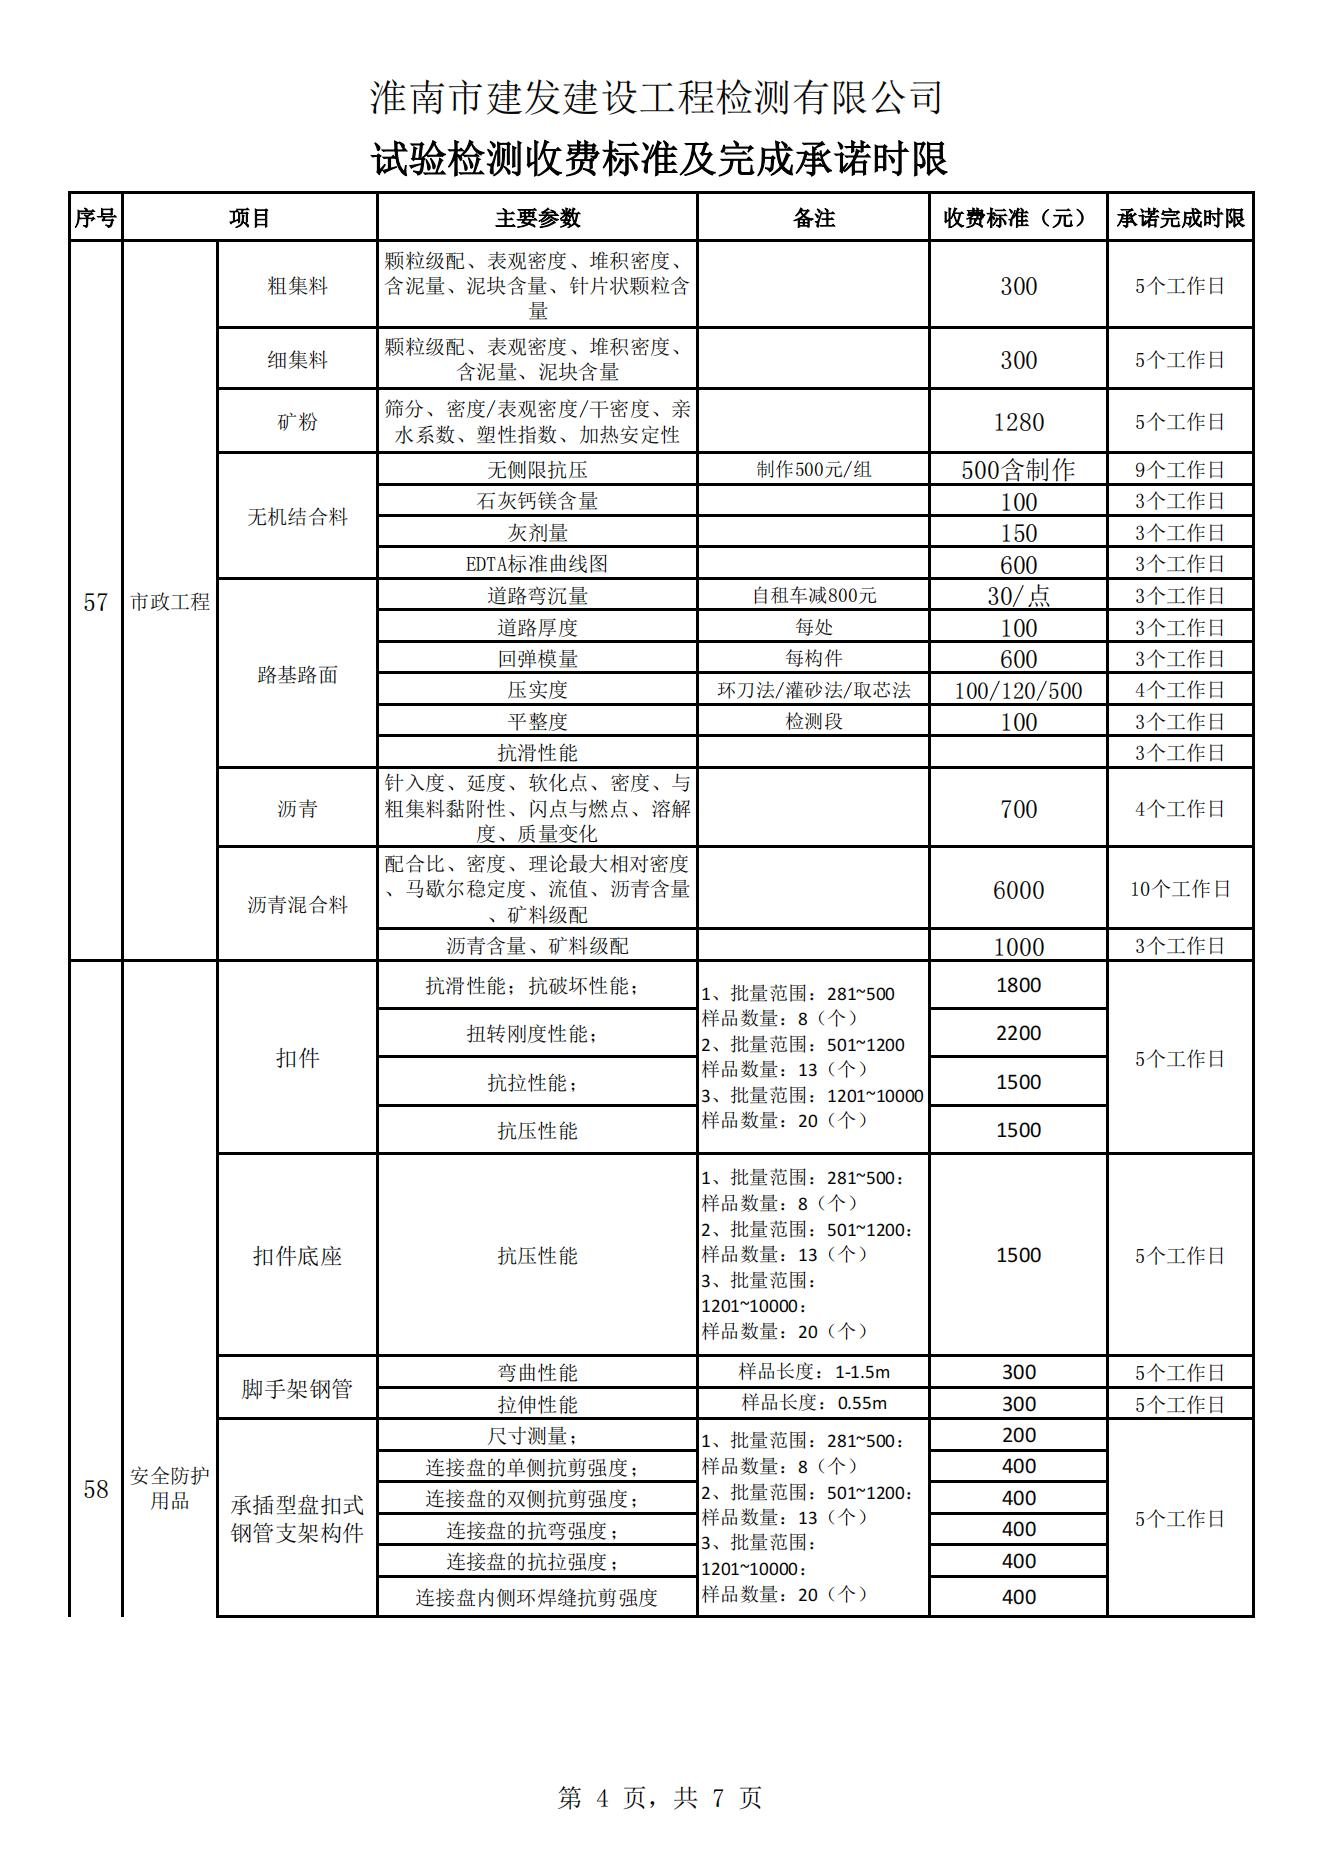 淮南市建发建设工程检测有限公司
试验检测收费标准及完成承诺时限
序号 项目 主要参数 备注 收费标准（元） 承诺完成时限
57 市政工程
粗集料
颗粒级配、表观密度、堆积密度、
含泥量、泥块含量、针片状颗粒含
量
300 5个工作日
细集料
颗粒级配、表观密度、堆积密度、
含泥量、泥块含量
300 5个工作日
矿粉
筛分、密度/表观密度/干密度、亲
水系数、塑性指数、加热安定性
1280 5个工作日
无机结合料
无侧限抗压 制作500元/组 500含制作 9个工作日
石灰钙镁含量 100 3个工作日
灰剂量 150 3个工作日
EDTA标准曲线图 600 3个工作日
路基路面
道路弯沉量 自租车减800元 30/点 3个工作日
道路厚度 每处 100 3个工作日
回弹模量 每构件 600 3个工作日
压实度 环刀法/灌砂法/取芯法 100/120/500 4个工作日
平整度 检测段 100 3个工作日
抗滑性能 3个工作日
沥青
针入度、延度、软化点、密度、与
粗集料黏附性、闪点与燃点、溶解
度、质量变化
700 4个工作日
沥青混合料
配合比、密度、理论最大相对密度
、马歇尔稳定度、流值、沥青含量
、矿料级配
6000 10个工作日
沥青含量、矿料级配 1000 3个工作日
58
安全防护
用品
扣件
抗滑性能；抗破坏性能； 1800
扭转刚度性能； 2200
抗拉性能； 1500
抗压性能 1500
1、批量范围：281~500
样品数量：8（个）
2、批量范围：501~1200
样品数量：13（个）
3、批量范围：1201~10000
样品数量：20（个）
5个工作日
扣件底座
抗压性能
1、批量范围：281~500：
样品数量：8（个）
2、批量范围：501~1200：
样品数量：13（个）
3、批量范围：
1201~10000：
样品数量：20（个）
1500 5个工作日
脚手架钢管
弯曲性能 样品长度：1-1.5m 300 5个工作日
拉伸性能 样品长度：0.55m 300 5个工作日
承插型盘扣式
钢管支架构件
尺寸测量； 200
连接盘的单侧抗剪强度； 400
连接盘的双侧抗剪强度； 400
连接盘的抗弯强度； 400
连接盘的抗拉强度； 400
连接盘内侧环焊缝抗剪强度 400
1、批量范围：281~500：
样品数量：8（个）
2、批量范围：501~1200：
样品数量：13（个）
3、批量范围：
1201~10000：
样品数量：20（个）
5个工作日
第 4 页，共 7 页